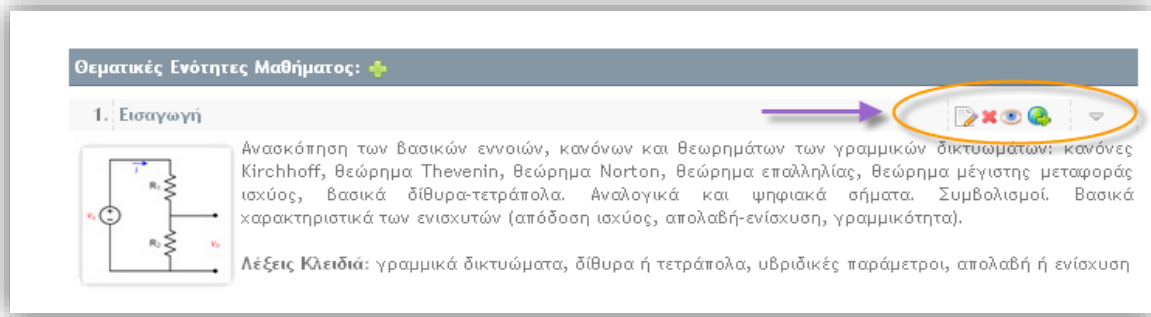 Θεματικές Ενότητες Μαθήματος:
1. Εισαγωγή
Ανασκόπηση των βασικών εννοιών, κανόνων και θεωρημάτων των γραμμικών δικτυωμάτων: κανόνες
Kirchhoff, θεώρημα Thevenin, θεώρημα Norton, θεώρημα επαλληλίας, θεώρημα μέγιστης μεταφοράς
ισχύος, βασικά δίθυρα-τετράπολα. Αναλογικά και ψηφιακά σήματα. Συμβολισμοί. Βασικά
χαρακτηριστικά των ενισχυτών (απόδοση ισχύος, απολαβή-ενίσχυση, γραμμικότητα).
i
R₁
R₂
Λέξεις Κλειδιά: γραμμικά δικτυώματα, δίθυρα ή τετράπολα, υβριδικές παράμετροι, απολαβή ή ενίσχυση